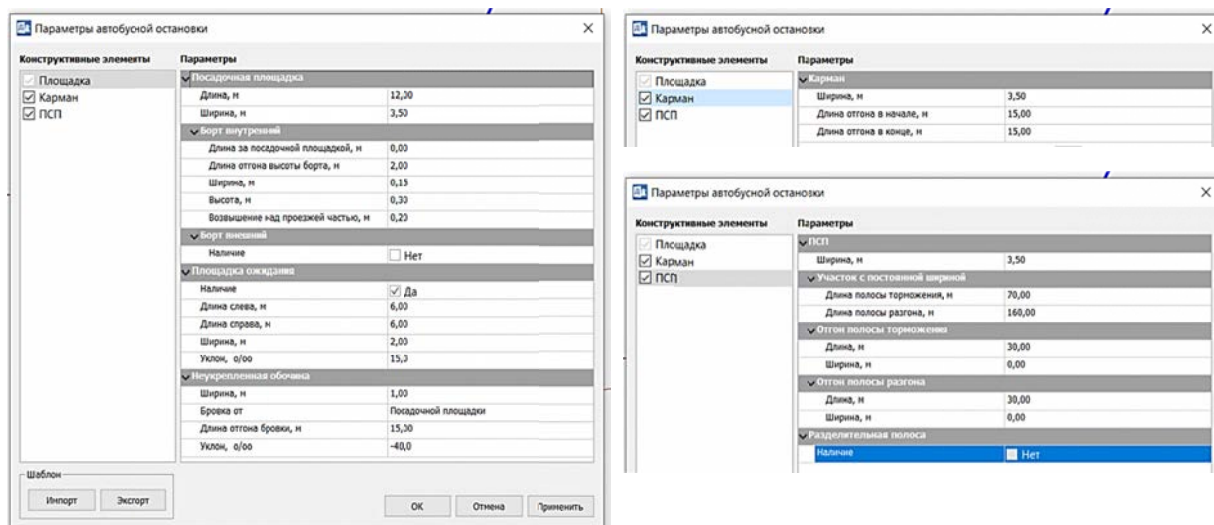 Параметры автобусной остановки
Конструктивные элементы Параметры
Площадка
Карман
ПСП
Посадочная площадка
Длина, м 12,00
Ширина, м 3,50
Борт внутренний
Длина за посадочной площадкой, м 0,00
Длина отгона высоты борта, м 2,00
Ширина, м 0,15
Высота, м 0,30
Возвышение над проезжей частью, м 0,20
Борт внешний
Наличие Нет
Площадка ожидания
Наличие Да
Длина слева, м 6,00
Длина справа, м 6,00
Ширина, м 2,00
Уклон, о/оо 15,0
Неукрепленная обочина
Ширина, м 1,00
Бровка от Посадочной площадки
Длина отгона бровки, м 15,00
Уклон, о/оо -40,0
Шаблон
Импорт Экспорт
ОК Отмена Применить
Параметры автобусной остановки
Конструктивные элементы Параметры
Площадка
Карман
ПСП
Карман
Ширина, м 3,50
Длина отгона в начале, м 15,00
Длина отгона в конце, м 15,00
Параметры автобусной остановки
Конструктивные элементы Параметры
Площадка
Карман
ПСП
ПСП
Ширина, м 3,50
Участок с постоянной шириной
Длина полосы торможения, м 70,00
Длина полосы разгона, м 160,00
Отгон полосы торможения
Длина, м 30,00
Ширина, м 0,00
Отгон полосы разгона
Длина, м 30,00
Ширина, м 0,00
Разделительная полоса
Наличие Нет